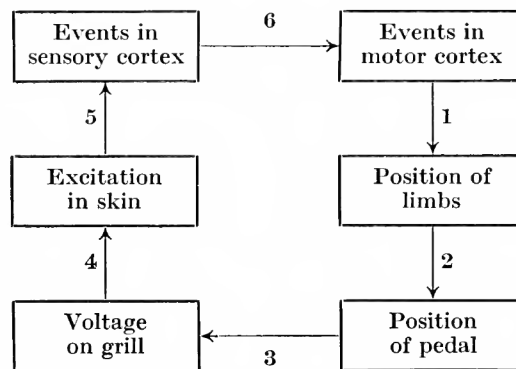 Events in
sensory cortex
6
Events in
motor cortex
5
1
Excitation
in skin
Position of
limbs
4
2
Voltage
on grill
3
Position
of pedal